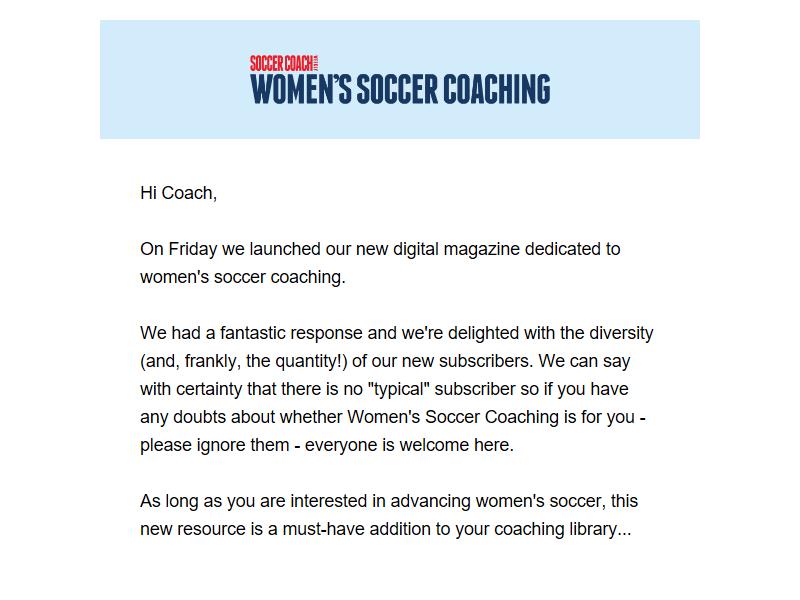 SOCCER COACH WEEKLY
WOMEN'S SOCCER COACHING
Hi Coach,
On Friday we launched our new digital magazine dedicated to
women's soccer coaching.
We had a fantastic response and we're delighted with the diversity
(and, frankly, the quantity!) of our new subscribers. We can say
with certainty that there is no "typical" subscriber so if you have
any doubts about whether Women's Soccer Coaching is for you -
please ignore them - everyone is welcome here.
As long as you are interested in advancing women's soccer, this
new resource is a must-have addition to your coaching library...